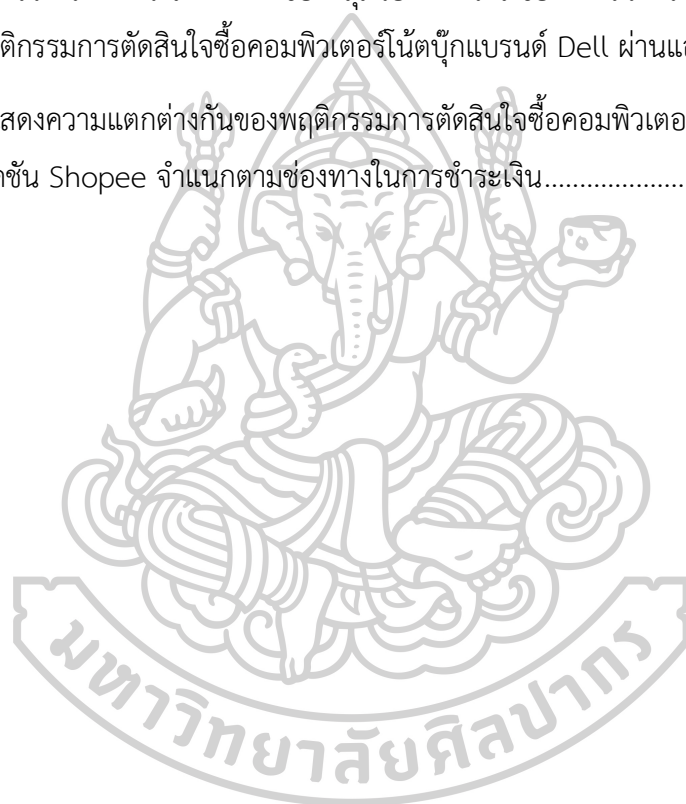 ติกรรมการตัดสินใจซื้อคอมพิวเตอร์โน้ตบุ๊กแบรนด์ Dell ผ่าน
สดงความแตกต่างกันของพฤติกรรมการตัดสินใจซื้อคอมพิวเตอ
ชัน Shopee จำแนกตามช่องทางในการชำระเงิน....................
มหาวิทยาลัยศิลปากร